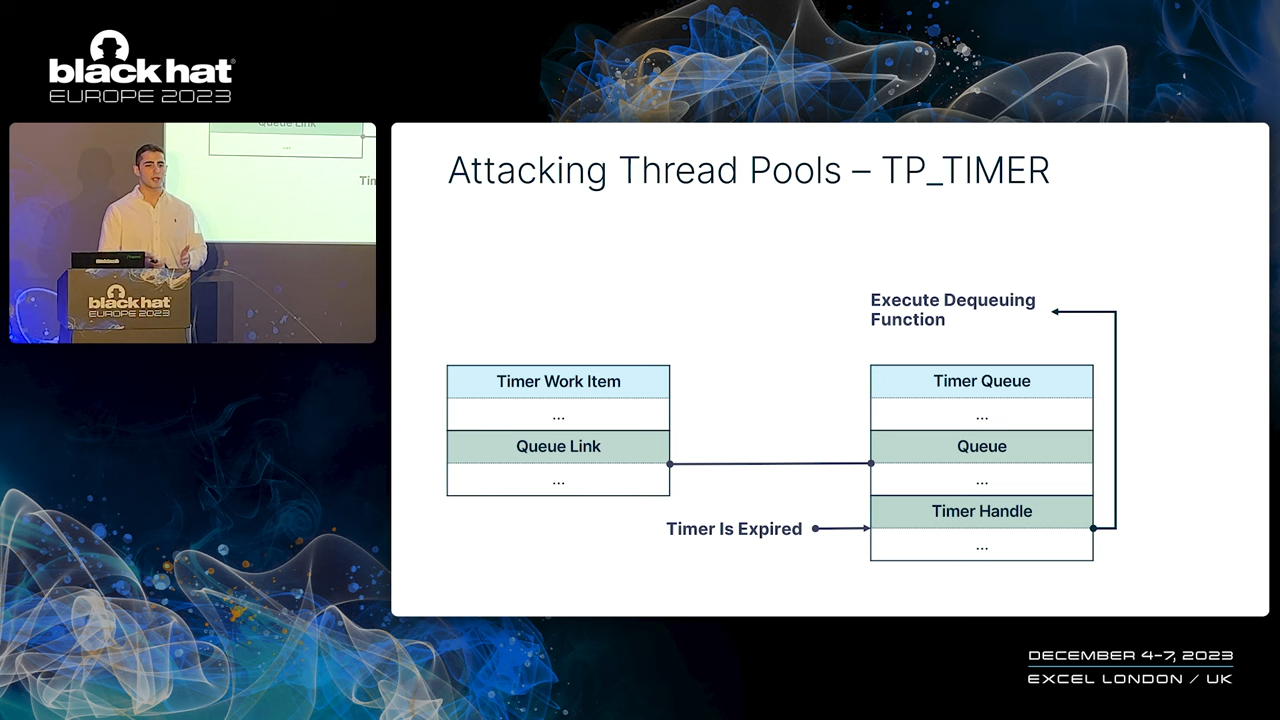 black hat
EUROPE 2023
Queue Link
...
Tim
black hat
EUROPE 2023
Attacking Thread Pools – TP_TIMER
Execute Dequeuing
Function
Timer Work Item
...
Queue Link
...
Timer Queue
...
Queue
...
Timer Handle
...
Timer Is Expired
DECEMBER 4-7, 2023
EXCEL LONDON / UK